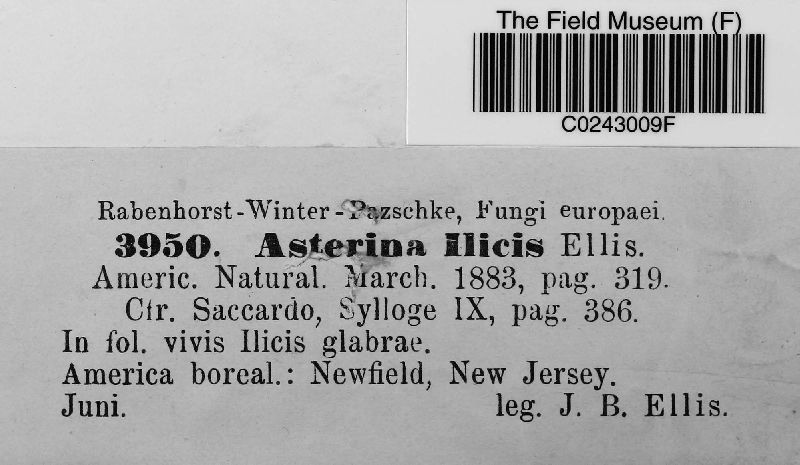 The Field Museum (F)
C0243009F
Rabenhorst-Winter-Pazschke, Fungi europaei.
3950. Asterina Ilicis Ellis.
Americ. Natural. March. 1883, pag. 319.
Cfr. Saccardo, Sylloge IX, pag. 386.
In fol. vivis Ilicis glabrae.
America boreal.: Newfield, New Jersey.
Juni. leg. J. B. Ellis.